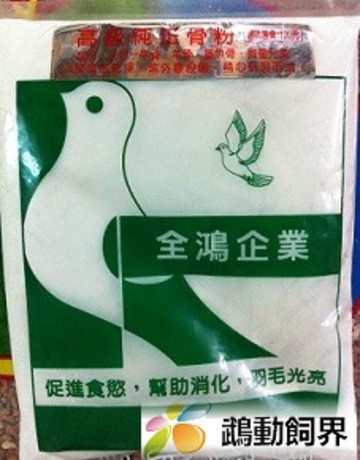 高級純正骨粉
全鴻企業
促進食慾，幫助消化，羽毛光亮
鵡動飼界